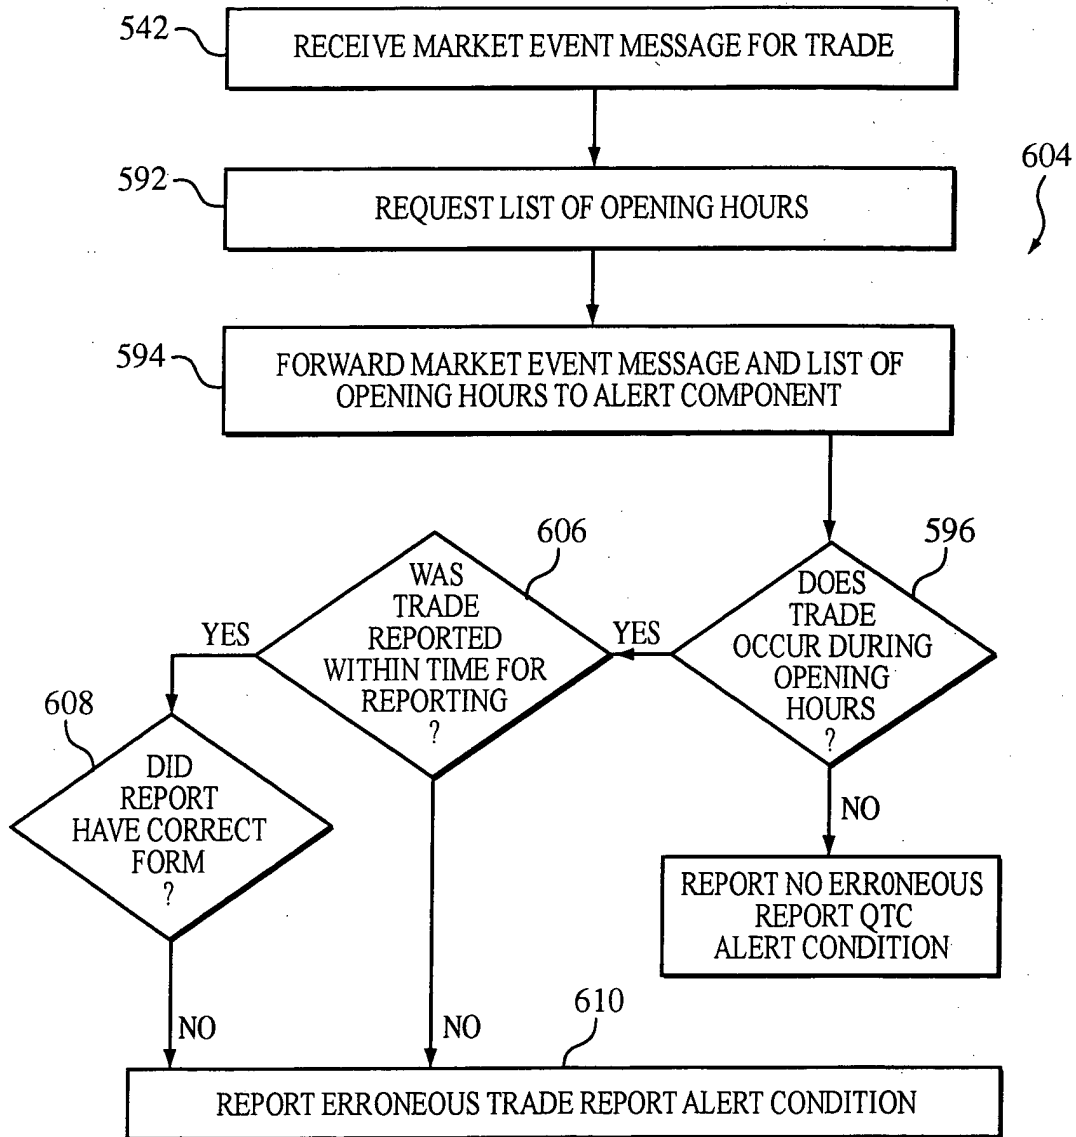 542
RECEIVE MARKET EVENT MESSAGE FOR TRADE
592
REQUEST LIST OF OPENING HOURS
604
594
FORWARD MARKET EVENT MESSAGE AND LIST OF
OPENING HOURS TO ALERT COMPONENT
606
WAS
TRADE
REPORTED
WITHIN TIME FOR
REPORTING
?
YES
596
DOES
TRADE
OCCUR DURING
OPENING
HOURS
?
YES
608
DID
REPORT
HAVE CORRECT
FORM
?
NO
REPORT NO ERRONEOUS
REPORT QTC
ALERT CONDITION
NO
NO
610
REPORT ERRONEOUS TRADE REPORT ALERT CONDITION